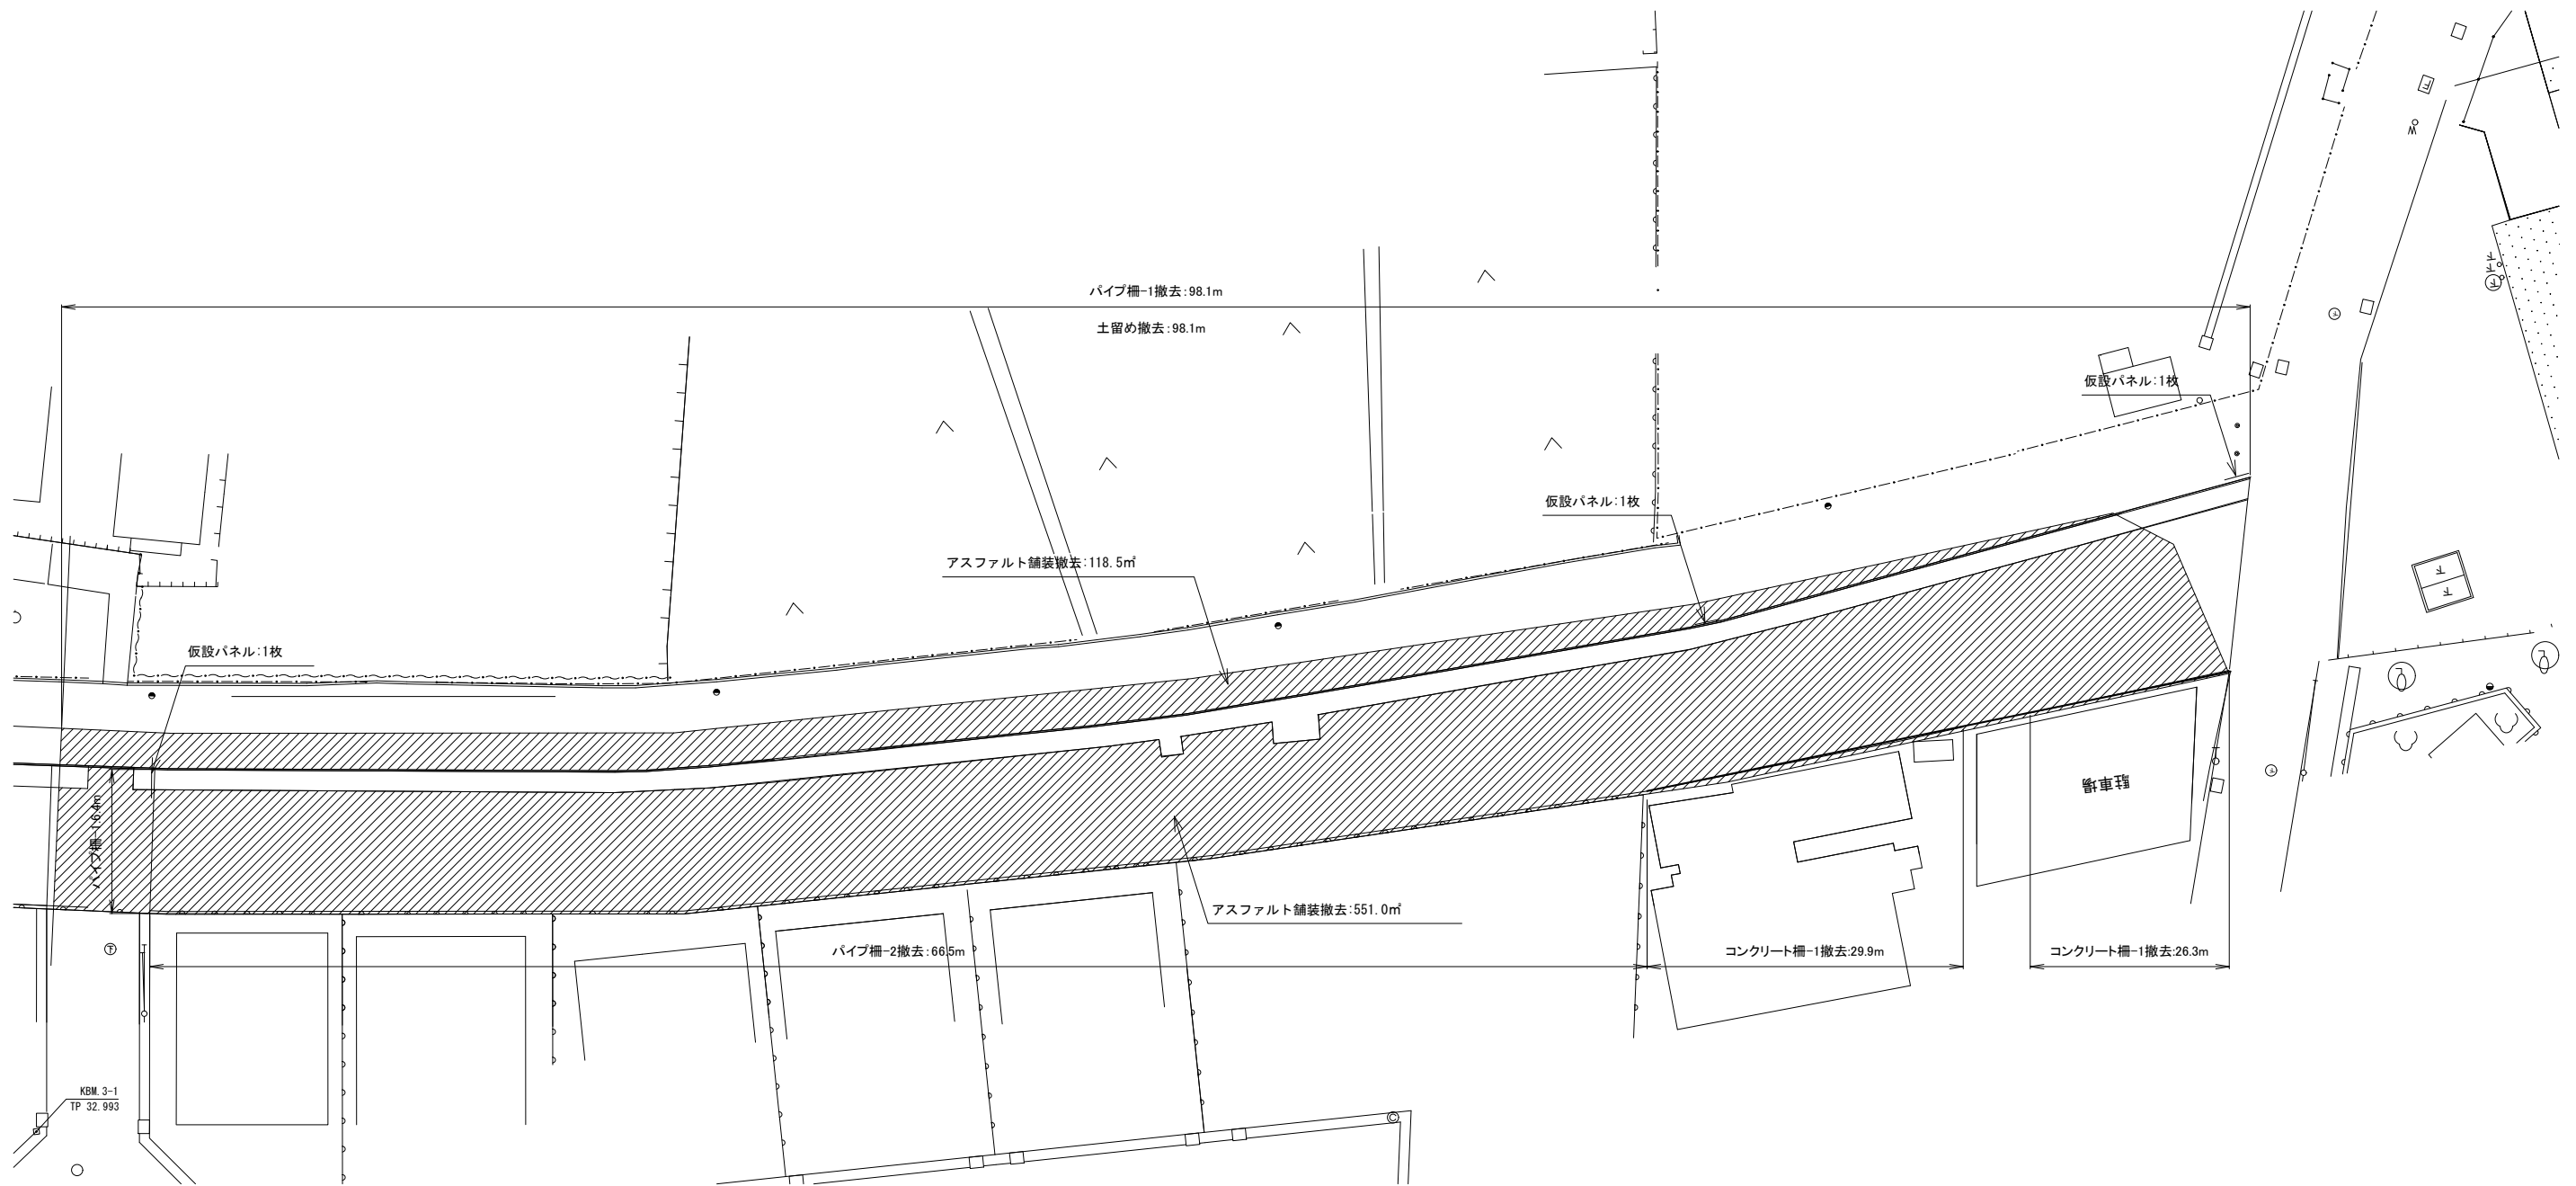 パイプ柵-1撤去:98.1m
土留め撤去:98.1m
仮設パネル:1枚
仮設パネル:1枚
アスファルト舗装撤去:118.5㎡
仮設パネル:1枚
駐車場
パイプ柵-1:6.4m
アスファルト舗装撤去:551.0㎡
パイプ柵-2撤去:66.5m
コンクリート柵-1撤去:29.9m
コンクリート柵-1撤去:26.3m
下
KBM.3-1
TP 32.993